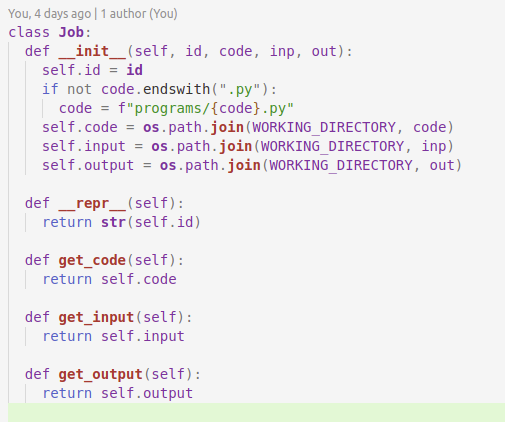 You, 4 days ago | 1 author (You)
class Job:
  def __init__(self, id, code, inp, out):
    self.id = id
    if not code.endswith(".py"):
      code = f"programs/{code}.py"
    self.code = os.path.join(WORKING_DIRECTORY, code)
    self.input = os.path.join(WORKING_DIRECTORY, inp)
    self.output = os.path.join(WORKING_DIRECTORY, out)

  def __repr__(self):
    return str(self.id)

  def get_code(self):
    return self.code

  def get_input(self):
    return self.input

  def get_output(self):
    return self.output